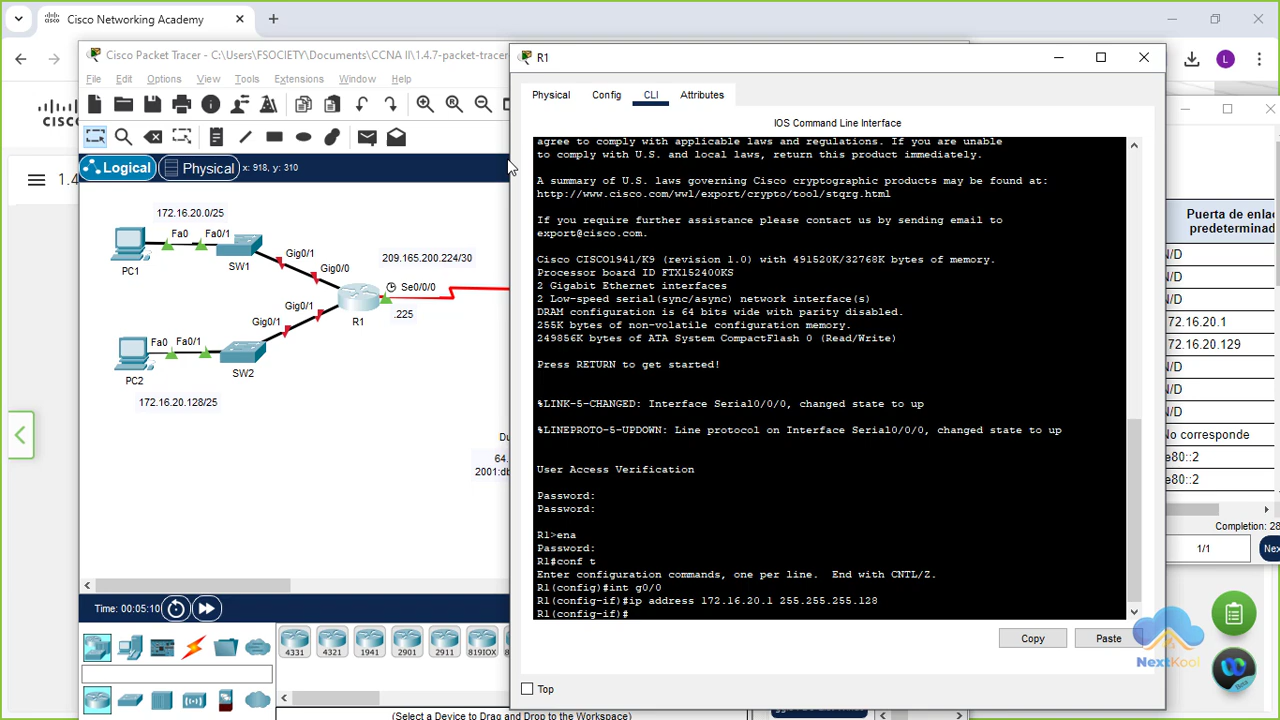 Cisco Networking Academy
Cisco Packet Tracer - C:\Users\FSOCIETY\Documents\CCNA II\1.4.7-packet-tracer
File Edit Options View Tools Extensions Window Help
Logical
Physical
x: 918, y: 310
1.4
172.16.20.0/25
Fa0
Fa0/1
PC1
SW1
Gig0/1
Gig0/0
209.165.200.224/30
Se0/0/0
R1
.225
Gig0/1
Gig0/1
Fa0
Fa0/1
PC2
SW2
172.16.20.128/25
64.
2001:db
Time: 00:05:10
4331
4321
1941
2901
2911
819IOX
(Select a Device to Drag and Drop to the Workspace)
R1
Physical
Config
CLI
Attributes
IOS Command Line Interface
agree to comply with applicable laws and regulations. If you are unable
to comply with U.S. and local laws, return this product immediately.
A summary of U.S. laws governing Cisco cryptographic products may be found at:
http://www.cisco.com/wwl/export/crypto/tool/stqrg.html
If you require further assistance please contact us by sending email to
export@cisco.com.
Cisco CISCO1941/K9 (revision 1.0) with 491520K/32768K bytes of memory.
Processor board ID FTX152400KS
2 Gigabit Ethernet interfaces
2 Low-speed serial(sync/async) network interface(s)
DRAM configuration is 64 bits wide with parity disabled.
255K bytes of non-volatile configuration memory.
249856K bytes of ATA System CompactFlash 0 (Read/Write)
Press RETURN to get started!
%LINK-5-CHANGED: Interface Serial0/0/0, changed state to up
%LINEPROTO-5-UPDOWN: Line protocol on Interface Serial0/0/0, changed state to up
User Access Verification
Password:
Password:
R1>ena
Password:
R1#conf t
Enter configuration commands, one per line.  End with CNTL/Z.
R1(config)#int g0/0
R1(config-if)#ip address 172.16.20.1 255.255.255.128
R1(config-if)#
Copy
Paste
Top
L
Puerta de enlac
predeterminad
N/D
N/D
N/D
172.16.20.1
172.16.20.129
N/D
N/D
N/D
No corresponde
e80::2
e80::2
Completion: 28
1/1
Nex
NextKool